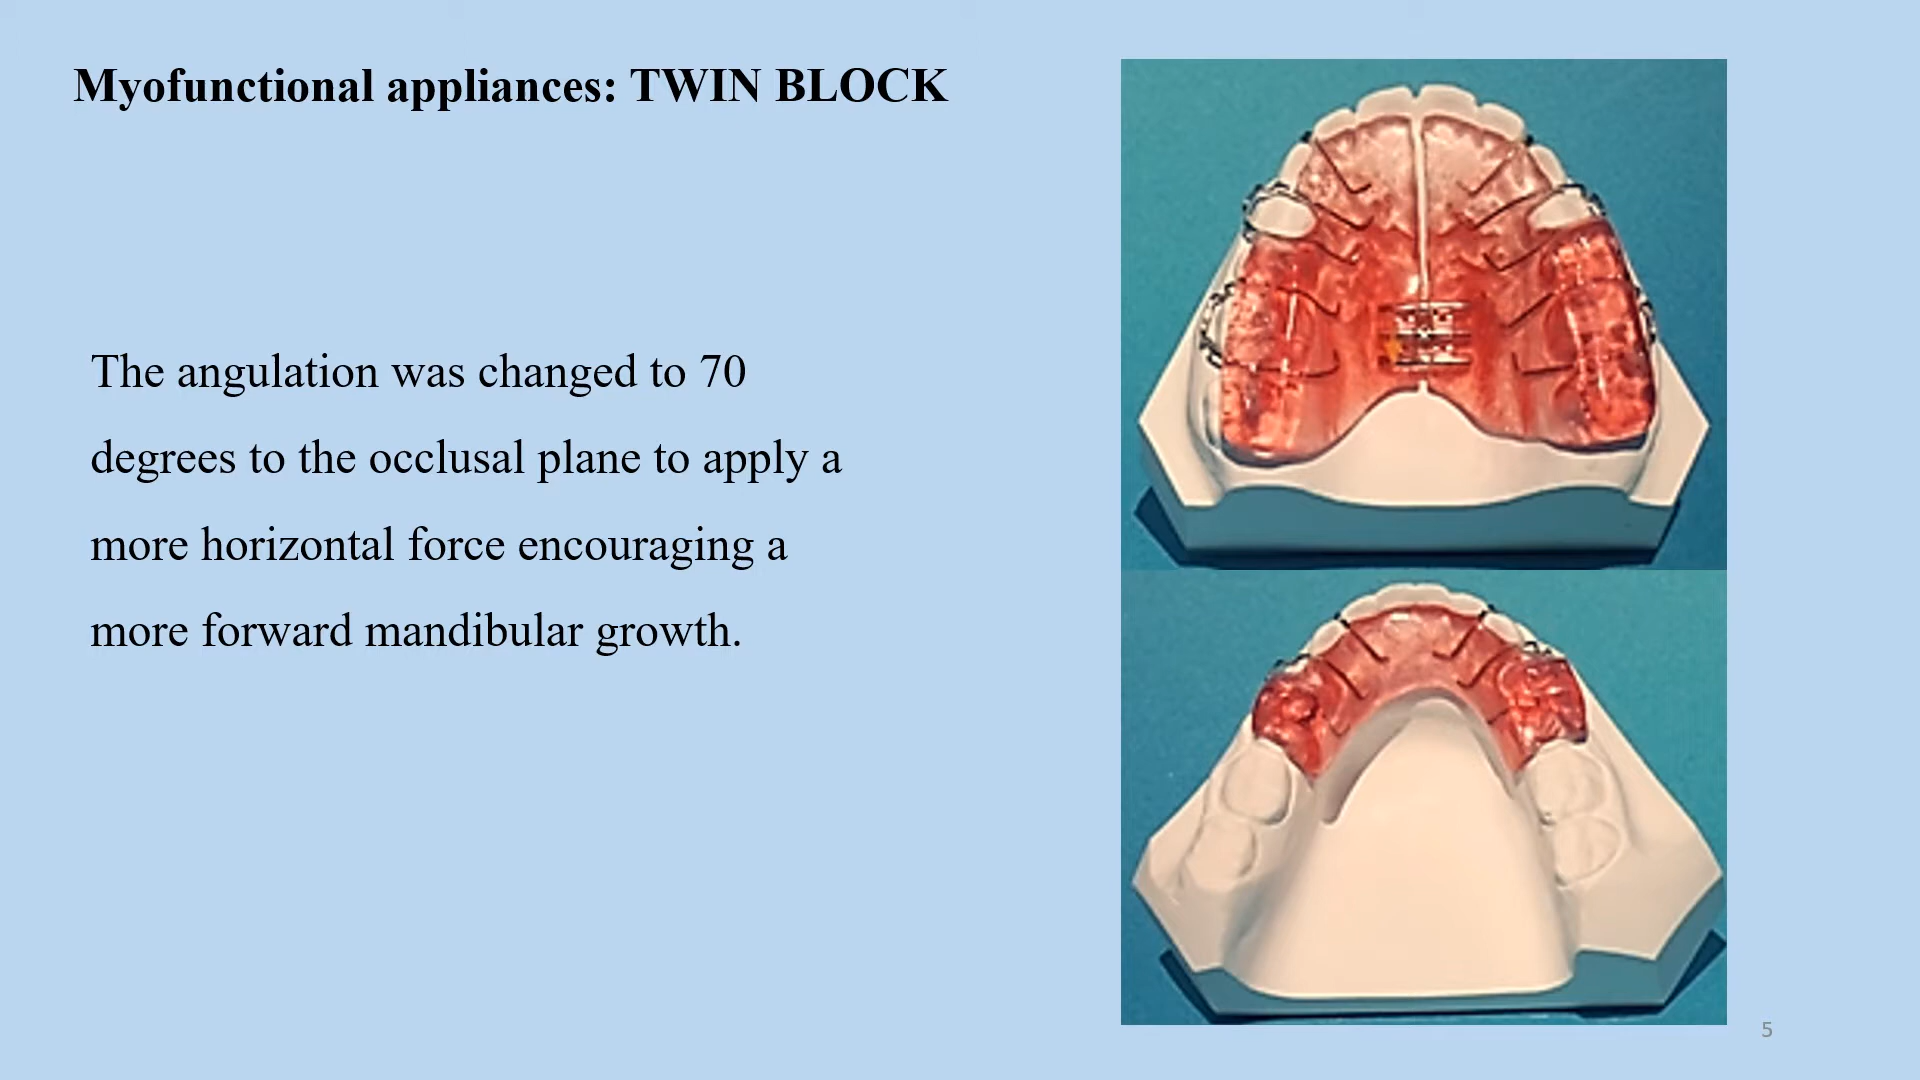 Myofunctional appliances: TWIN BLOCK
The angulation was changed to 70
degrees to the occlusal plane to apply a
more horizontal force encouraging a
more forward mandibular growth.
5